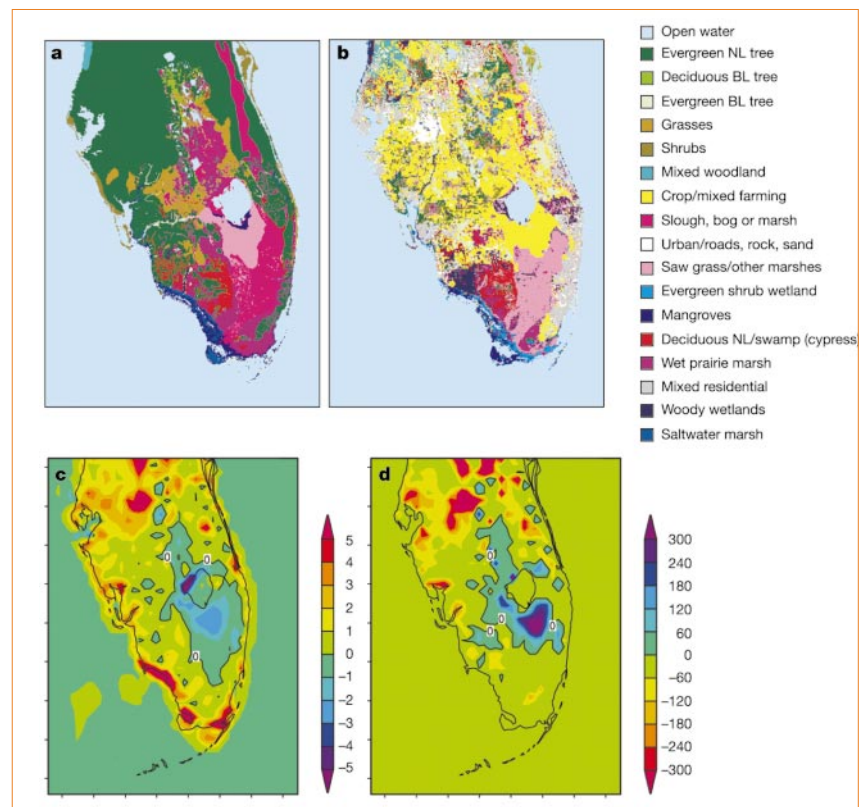 a
b
Open water
Evergreen NL tree
Deciduous BL tree
Evergreen BL tree
Grasses
Shrubs
Mixed woodland
Crop/mixed farming
Slough, bog or marsh
Urban/roads, rock, sand
Saw grass/other marshes
Evergreen shrub wetland
Mangroves
Deciduous NL/swamp (cypress)
Wet prairie marsh
Mixed residential
Woody wetlands
Saltwater marsh
c
0
0
0
5
4
3
2
1
0
–1
–2
–3
–4
–5
d
0
0
0
300
240
180
120
60
0
–60
–120
–180
–240
–300